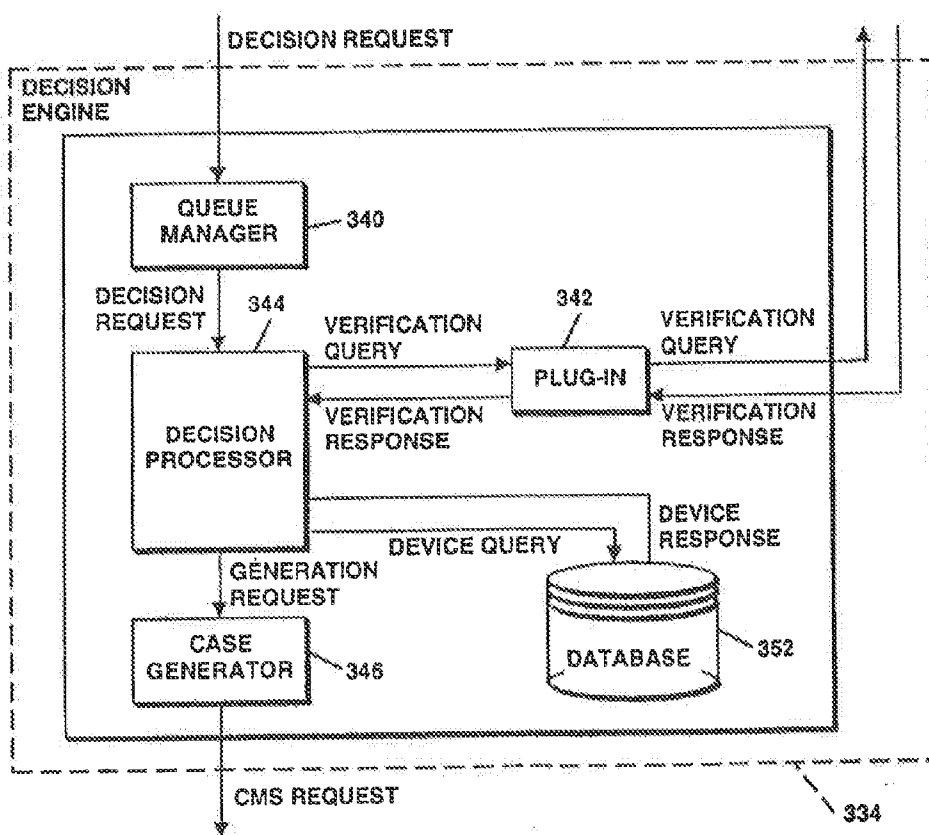 DECISION REQUEST
DECISION
ENGINE
QUEUE
MANAGER
340
DECISION
REQUEST
344
VERIFICATION
QUERY
342
VERIFICATION
QUERY
PLUG-IN
DECISION
PROCESSOR
VERIFICATION
RESPONSE
VERIFICATION
RESPONSE
DEVICE QUERY
DEVICE
RESPONSE
GENERATION
REQUEST
CASE
GENERATOR
346
DATABASE
352
CMS REQUEST
334